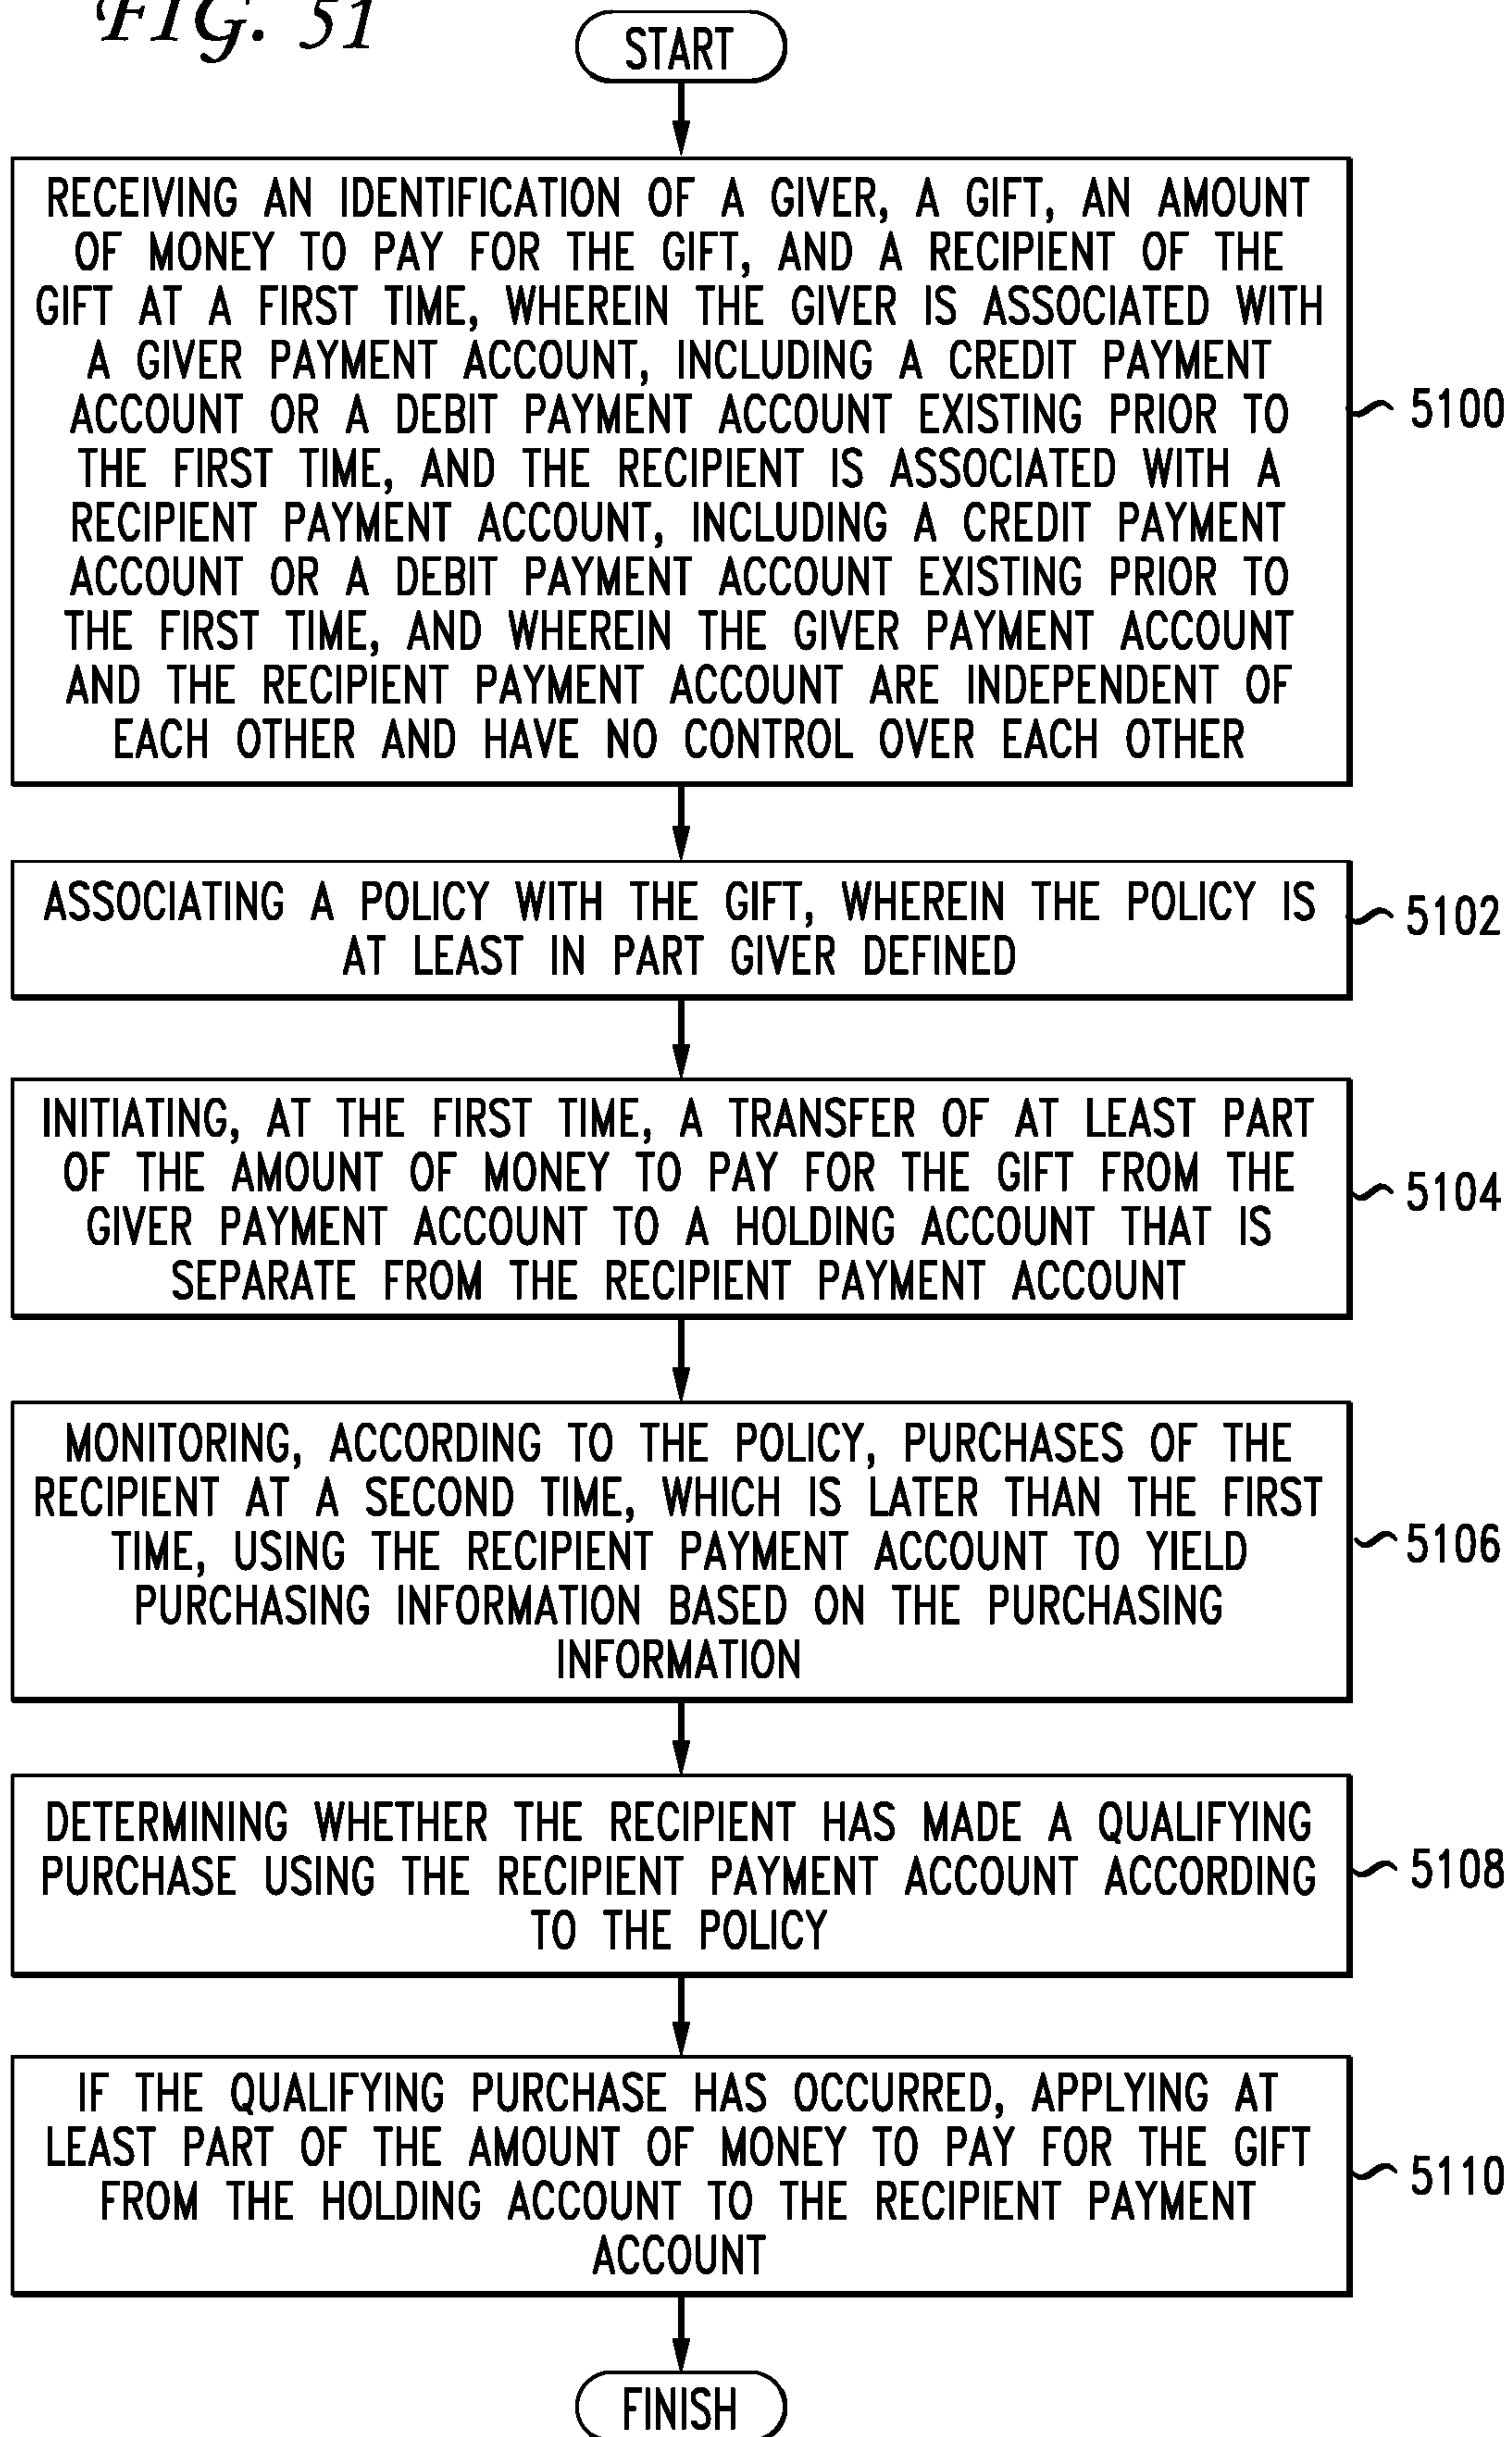 FIG. 51
START
RECEIVING AN IDENTIFICATION OF A GIVER, A GIFT, AN AMOUNT
OF MONEY TO PAY FOR THE GIFT, AND A RECIPIENT OF THE
GIFT AT A FIRST TIME, WHEREIN THE GIVER IS ASSOCIATED WITH
A GIVER PAYMENT ACCOUNT, INCLUDING A CREDIT PAYMENT
ACCOUNT OR A DEBIT PAYMENT ACCOUNT EXISTING PRIOR TO
THE FIRST TIME, AND THE RECIPIENT IS ASSOCIATED WITH A
RECIPIENT PAYMENT ACCOUNT, INCLUDING A CREDIT PAYMENT
ACCOUNT OR A DEBIT PAYMENT ACCOUNT EXISTING PRIOR TO
THE FIRST TIME, AND WHEREIN THE GIVER PAYMENT ACCOUNT
AND THE RECIPIENT PAYMENT ACCOUNT ARE INDEPENDENT OF
EACH OTHER AND HAVE NO CONTROL OVER EACH OTHER
5100
ASSOCIATING A POLICY WITH THE GIFT, WHEREIN THE POLICY IS
AT LEAST IN PART GIVER DEFINED
5102
INITIATING, AT THE FIRST TIME, A TRANSFER OF AT LEAST PART
OF THE AMOUNT OF MONEY TO PAY FOR THE GIFT FROM THE
GIVER PAYMENT ACCOUNT TO A HOLDING ACCOUNT THAT IS
SEPARATE FROM THE RECIPIENT PAYMENT ACCOUNT
5104
MONITORING, ACCORDING TO THE POLICY, PURCHASES OF THE
RECIPIENT AT A SECOND TIME, WHICH IS LATER THAN THE FIRST
TIME, USING THE RECIPIENT PAYMENT ACCOUNT TO YIELD
PURCHASING INFORMATION BASED ON THE PURCHASING
INFORMATION
5106
DETERMINING WHETHER THE RECIPIENT HAS MADE A QUALIFYING
PURCHASE USING THE RECIPIENT PAYMENT ACCOUNT ACCORDING
TO THE POLICY
5108
IF THE QUALIFYING PURCHASE HAS OCCURRED, APPLYING AT
LEAST PART OF THE AMOUNT OF MONEY TO PAY FOR THE GIFT
FROM THE HOLDING ACCOUNT TO THE RECIPIENT PAYMENT
ACCOUNT
5110
FINISH